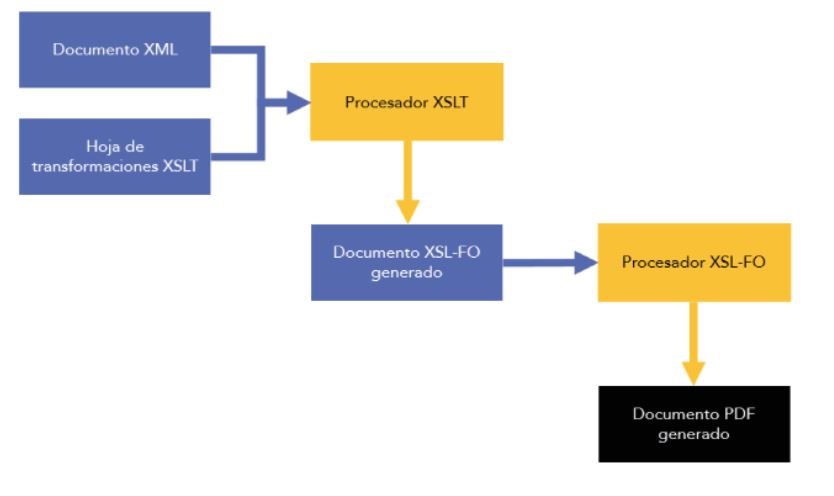 Documento XML
Procesador XSLT
Hoja de
transformaciones XSLT
Documento XSL-FO
generado
Procesador XSL-FO
Documento PDF
generado